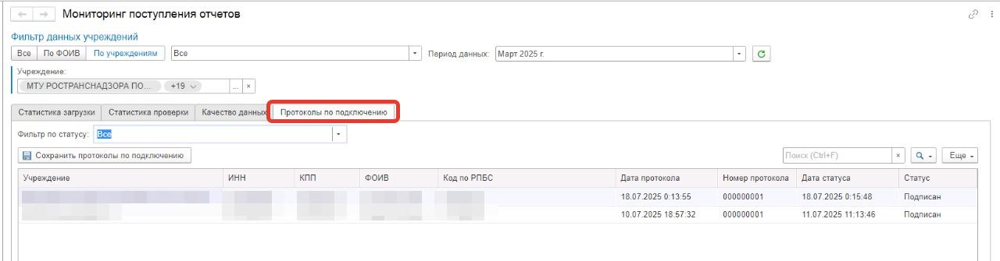 Мониторинг поступления отчетов
Фильтр данных учреждений
Все По ФОИВ По учреждениям Все Период данных: Март 2025 г.
Учреждение:
МТУ РОСТРАНСНАДЗОРА ПО... +19 ... ×
Статистика загрузки Статистика проверки Качество данных Протоколы по подключению
Фильтр по статусу: Все
Сохранить протоколы по подключению Поиск (Ctrl+F) × Еще
Учреждение ИНН КПП ФОИВ Код по РПБС Дата протокола Номер протокола Дата статуса Статус
18.07.2025 0:13:55 000000001 18.07.2025 0:15:48 Подписан
10.07.2025 18:57:32 000000001 11.07.2025 11:13:46 Подписан